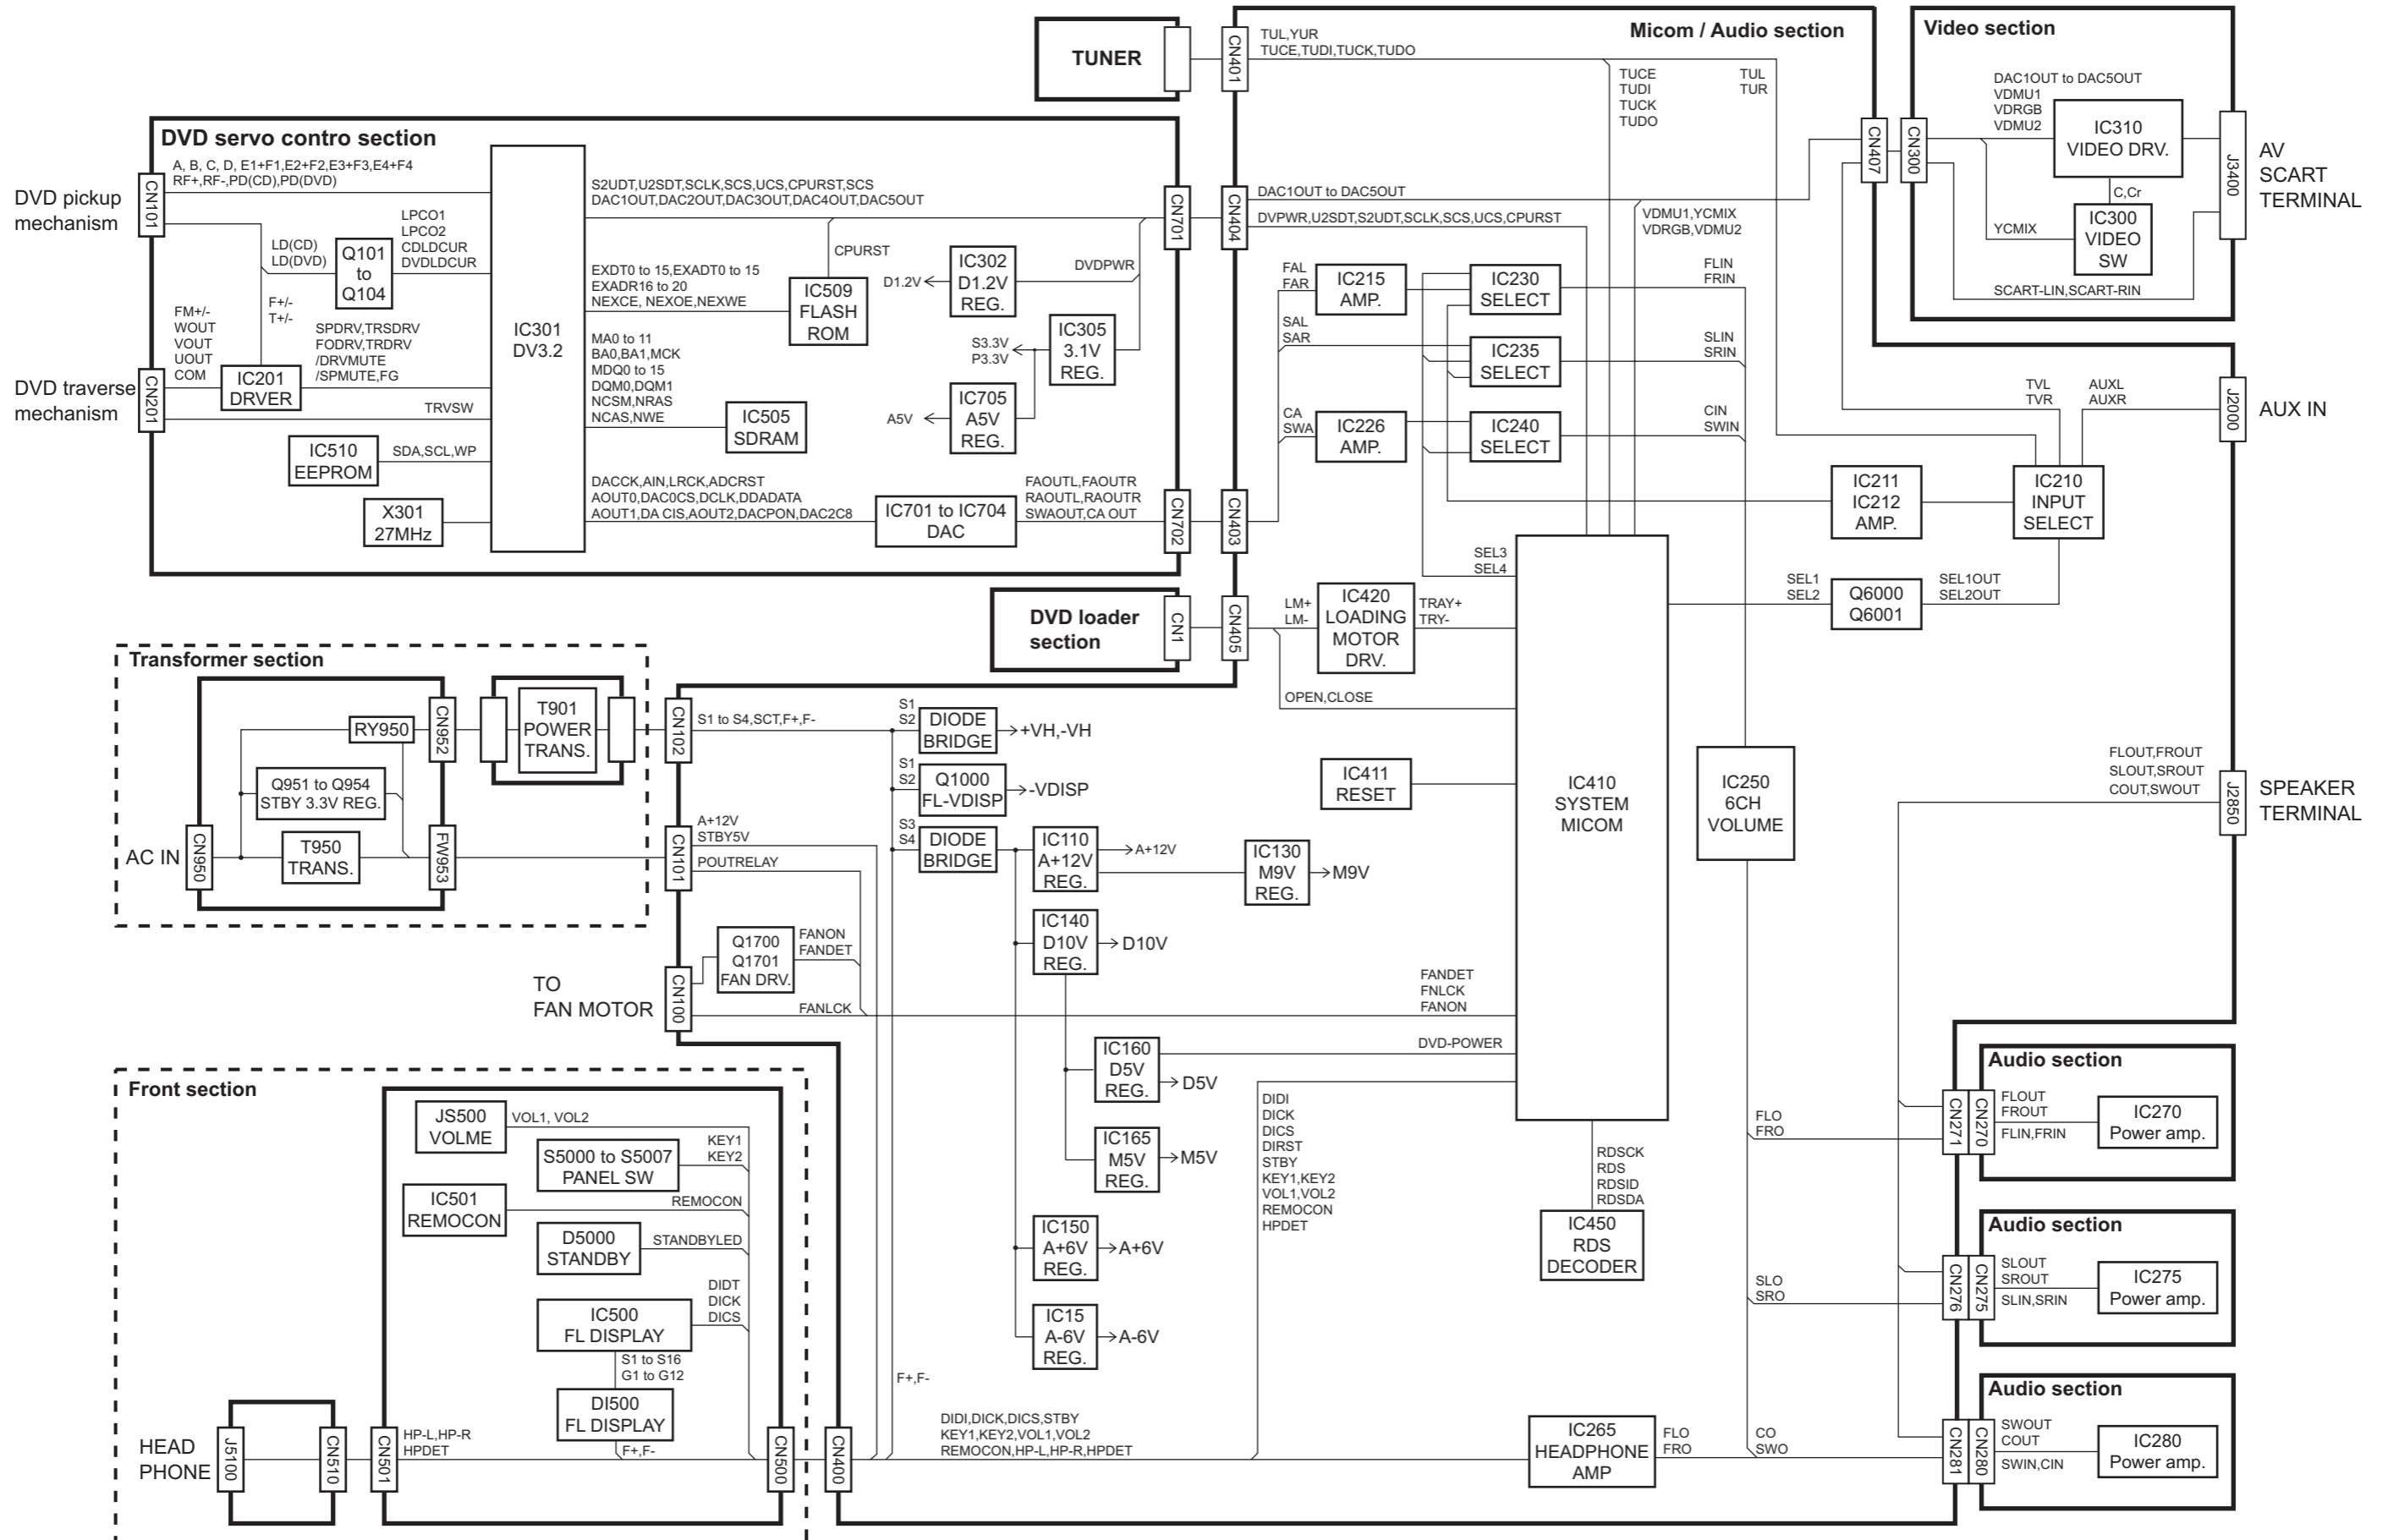 TUNER
CN401
TUL,YUR
TUCE,TUDI,TUCK,TUDO
Micom / Audio section
TUCE
TUDI
TUCK
TUDO
TUL
TUR
Video section
DAC1OUT to DAC5OUT
VDMU1
VDRGB
VDMU2
IC310
VIDEO DRV.
C,Cr
IC300
VIDEO
SW
YCMIX
SCART-LIN,SCART-RIN
CN407
CN300
J3400
AV
SCART
TERMINAL
DVD servo contro section
A, B, C, D, E1+F1,E2+F2,E3+F3,E4+F4
RF+,RF-,PD(CD),PD(DVD)
DVD pickup
mechanism
CN101
LD(CD)
LD(DVD)
Q101
to
Q104
LPCO1
LPCO2
CDLDCUR
DVDLDCUR
F+/-
T+/-
FM+/-
WOUT
VOUT
UOUT
COM
SPDRV,TRSDRV
FODRV,TRDRV
/DRVMUTE
/SPMUTE,FG
DVD traverse
mechanism
CN201
IC201
DRVER
TRVSW
IC510
EEPROM
SDA,SCL,WP
X301
27MHz
IC301
DV3.2
S2UDT,U2SDT,SCLK,SCS,UCS,CPURST,SCS
DAC1OUT,DAC2OUT,DAC3OUT,DAC4OUT,DAC5OUT
CPURST
EXDT0 to 15,EXADT0 to 15
EXADR16 to 20
NEXCE, NEXOE,NEXWE
IC509
FLASH
ROM
MA0 to 11
BA0,BA1,MCK
MDQ0 to 15
DQM0,DQM1
NCSM,NRAS
NCAS,NWE
IC505
SDRAM
D1.2V
IC302
D1.2V
REG.
DVDPWR
S3.3V
P3.3V
IC305
3.1V
REG.
A5V
IC705
A5V
REG.
DACCK,AIN,LRCK,ADCRST
AOUT0,DAC0CS,DCLK,DDADATA
AOUT1,DA CIS,AOUT2,DACPON,DAC2C8
IC701 to IC704
DAC
FAOUTL,FAOUTR
RAOUTL,RAOUTR
SWAOUT,CA OUT
CN701
CN702
CN404
CN403
DAC1OUT to DAC5OUT
DVPWR,U2SDT,S2UDT,SCLK,SCS,UCS,CPURST
VDMU1,YCMIX
VDRGB,VDMU2
FAL
FAR
IC215
AMP.
IC230
SELECT
FLIN
FRIN
SAL
SAR
IC235
SELECT
SLIN
SRIN
CA
SWA
IC226
AMP.
IC240
SELECT
CIN
SWIN
TVL
TVR
AUXL
AUXR
J2000
AUX IN
IC211
IC212
AMP.
IC210
INPUT
SELECT
SEL3
SEL4
SEL1
SEL2
Q6000
Q6001
SEL1OUT
SEL2OUT
DVD loader
section
CN1
CN405
LM+
LM-
IC420
LOADING
MOTOR
DRV.
TRAY+
TRY-
OPEN,CLOSE
IC411
RESET
IC410
SYSTEM
MICOM
IC250
6CH
VOLUME
FLOUT,FROUT
SLOUT,SROUT
COUT,SWOUT
J2850
SPEAKER
TERMINAL
Transformer section
RY950
CN952
T901
POWER
TRANS.
Q951 to Q954
STBY 3.3V REG.
AC IN
CN950
T950
TRANS.
FW953
CN102
S1 to S4,SCT,F+,F-
CN101
A+12V
STBY5V
POUTRELAY
S1
S2
DIODE
BRIDGE
+VH,-VH
S1
S2
Q1000
FL-VDISP
-VDISP
S3
S4
DIODE
BRIDGE
IC110
A+12V
REG.
A+12V
IC130
M9V
REG.
M9V
IC140
D10V
REG.
D10V
Q1700
Q1701
FAN DRV.
FANON
FANDET
TO
FAN MOTOR
CN100
FANLCK
FANDET
FNLCK
FANON
IC160
D5V
REG.
DVD-POWER
D5V
IC165
M5V
REG.
M5V
IC150
A+6V
REG.
A+6V
IC15
A-6V
REG.
A-6V
DIDI
DICK
DICS
DIRST
STBY
KEY1,KEY2
VOL1,VOL2
REMOCON
HPDET
RDSCK
RDS
RDSID
RDSDA
IC450
RDS
DECODER
FLO
FRO
CN271
CN270
Audio section
FLOUT
FROUT
FLIN,FRIN
IC270
Power amp.
SLO
SRO
CN276
CN275
Audio section
SLOUT
SROUT
SLIN,SRIN
IC275
Power amp.
Audio section
SWOUT
COUT
SWIN,CIN
IC280
Power amp.
CN281
CN280
CO
SWO
FLO
FRO
IC265
HEADPHONE
AMP
Front section
JS500
VOLME
VOL1, VOL2
S5000 to S5007
PANEL SW
KEY1
KEY2
IC501
REMOCON
REMOCON
D5000
STANDBY
STANDBYLED
DIDT
DICK
DICS
IC500
FL DISPLAY
S1 to S16
G1 to G12
DI500
FL DISPLAY
F+,F-
HEAD
PHONE
J5100
CN510
CN501
HP-L,HP-R
HPDET
CN500
CN400
F+,F-
DIDI,DICK,DICS,STBY
KEY1,KEY2,VOL1,VOL2
REMOCON,HP-L,HP-R,HPDET